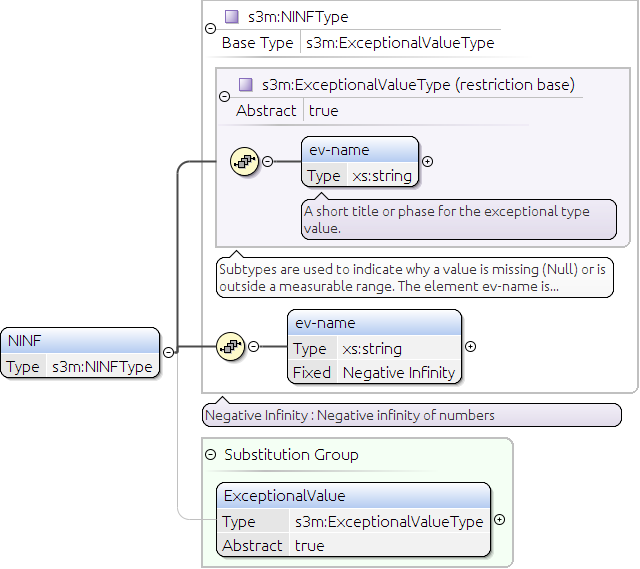 s3m:NINFType
Base Type s3m:ExceptionalValueType
s3m:ExceptionalValueType (restriction base)
Abstract true
ev-name
Type xs:string
A short title or phase for the exceptional type
value.
Subtypes are used to indicate why a value is missing (Null) or is
outside a measurable range. The element ev-name is...
NINF
Type s3m:NINFType
ev-name
Type xs:string
Fixed Negative Infinity
Negative Infinity : Negative infinity of numbers
Substitution Group
ExceptionalValue
Type s3m:ExceptionalValueType
Abstract true